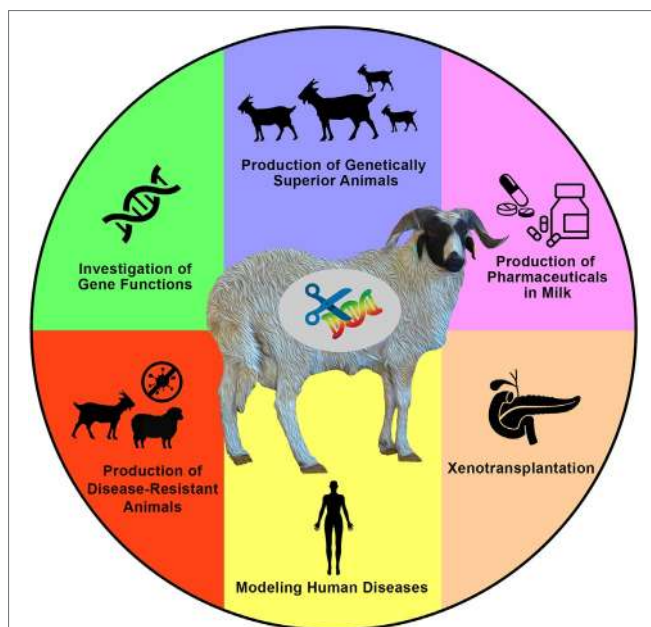 Production of Genetically
Superior Animals
Investigation of
Gene Functions
Production of
Pharmaceuticals
in Milk
Production of
Disease-Resistant
Animals
Xenotransplantation
Modeling Human Diseases